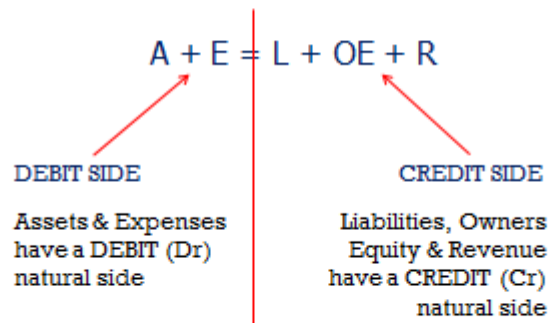 A + E = L + OE + R
DEBIT SIDE
Assets & Expenses
have a DEBIT (Dr)
natural side
CREDIT SIDE
Liabilities, Owners
Equity & Revenue
have a CREDIT (Cr)
natural side